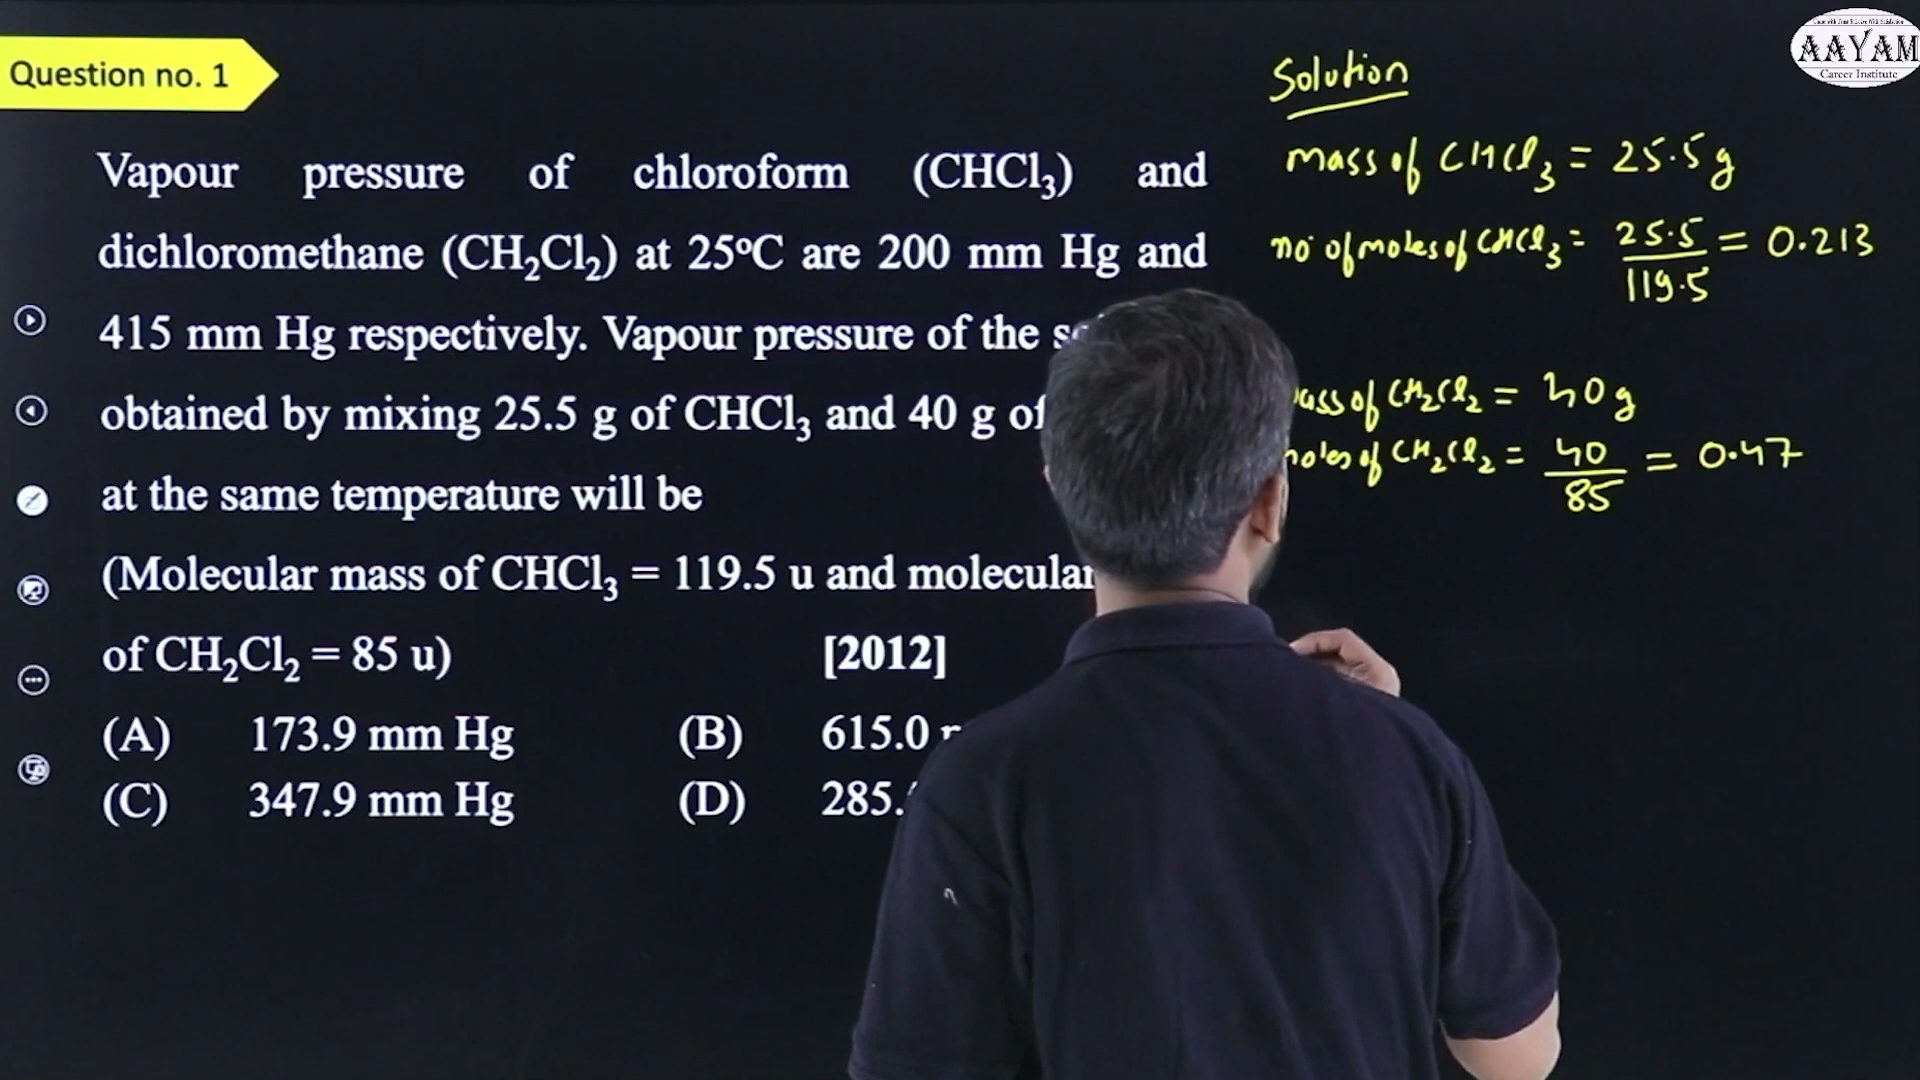 Question no. 1
Vapour pressure of chloroform (CHCl₃) and
dichloromethane (CH₂Cl₂) at 25°C are 200 mm Hg and
415 mm Hg respectively. Vapour pressure of the
obtained by mixing 25.5 g of CHCl₃ and 40 g of
at the same temperature will be
(Molecular mass of CHCl₃ = 119.5 u and molecular
of CH₂Cl₂ = 85 u) [2012]
(A) 173.9 mm Hg (B) 615.0
(C) 347.9 mm Hg (D) 285.
Solution
mass of CHCl₃ = 25.5 g
no of moles of CHCl₃ = 25.5 / 119.5 = 0.213
of CH₂Cl₂ = 40 g
of CH₂Cl₂ = 40 / 85 = 0.47
AAYAM
Career Institute